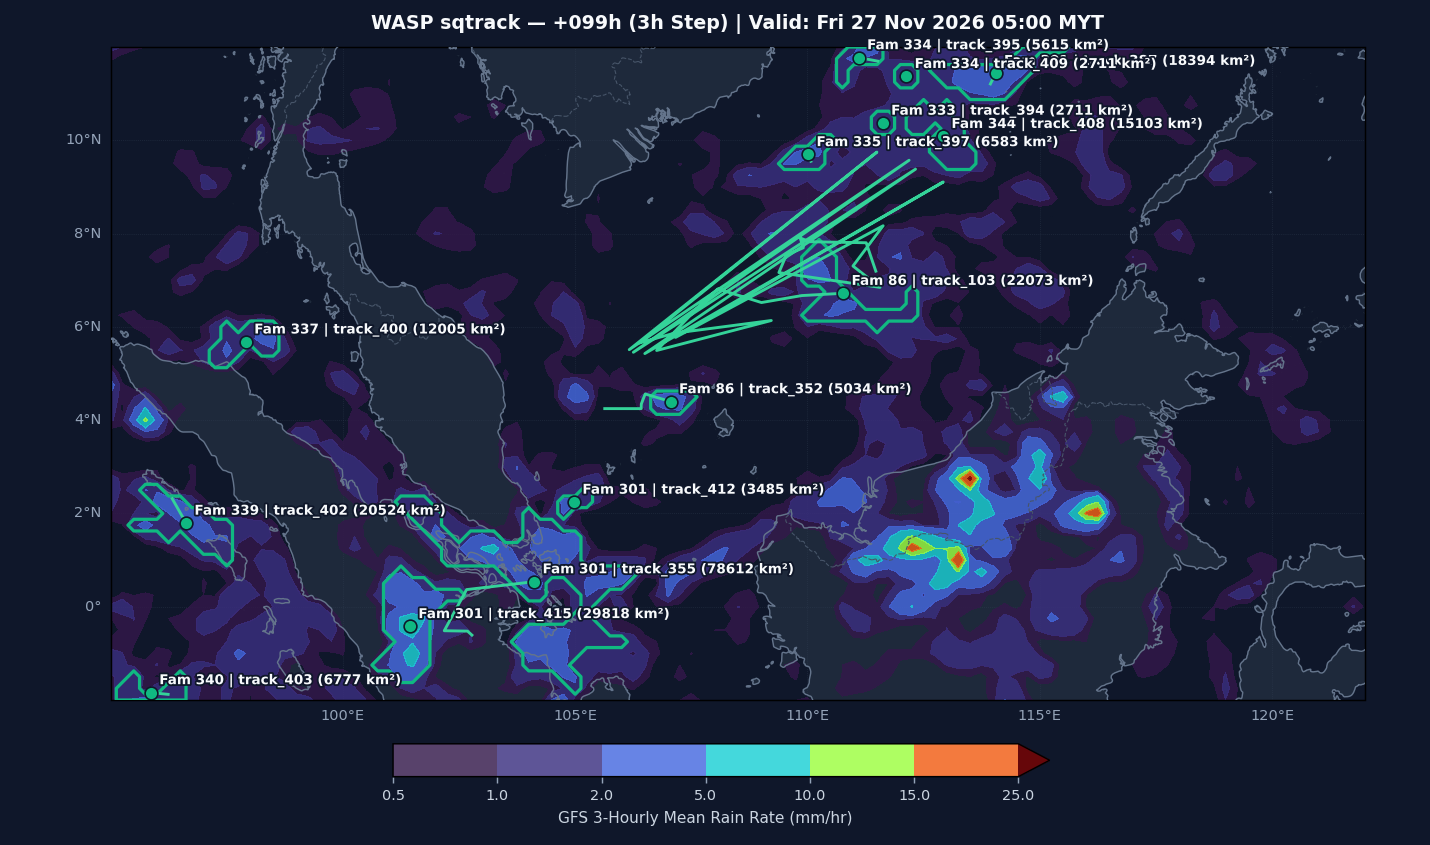 WASP sqtrack — +099h (3h Step) | Valid: Fri 27 Nov 2026 05:00 MYT
Fam 334 | track_395 (5615 km²)
(18394 km²)
Fam 334 | track_409 (2711 km²)
Fam 333 | track_394 (2711 km²)
Fam 344 | track_408 (15103 km²)
Fam 335 | track_397 (6583 km²)
Fam 86 | track_103 (22073 km²)
Fam 337 | track_400 (12005 km²)
Fam 86 | track_352 (5034 km²)
Fam 301 | track_412 (3485 km²)
Fam 339 | track_402 (20524 km²)
Fam 301 | track_355 (78612 km²)
Fam 301 | track_415 (29818 km²)
Fam 340 | track_403 (6777 km²)
10°N
8°N
6°N
4°N
2°N
0°
100°E 105°E 110°E 115°E 120°E
0.5 1.0 2.0 5.0 10.0 15.0 25.0
GFS 3-Hourly Mean Rain Rate (mm/hr)